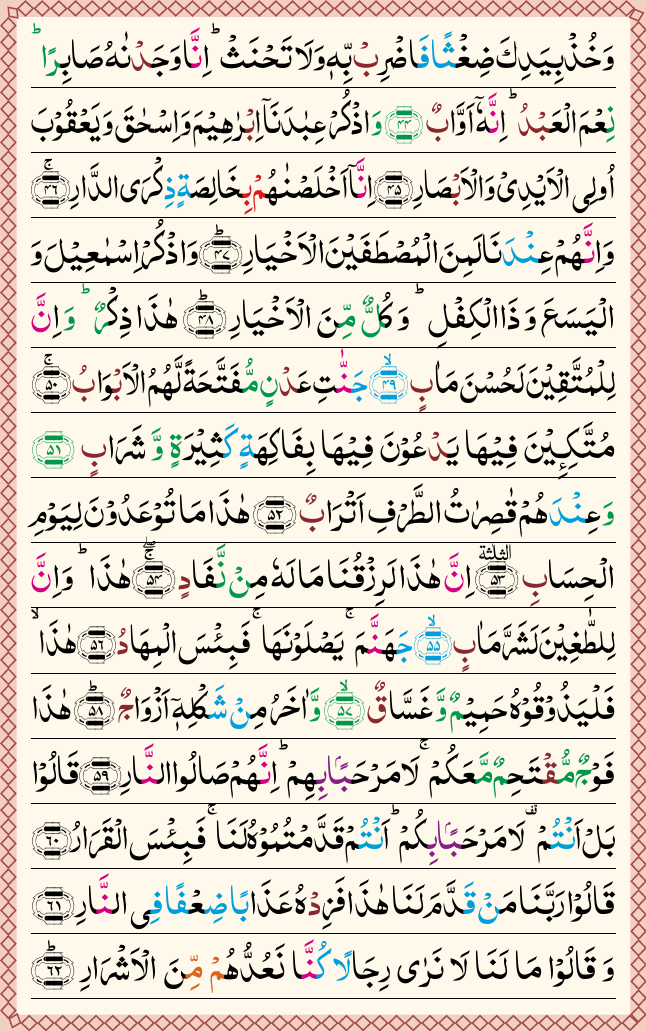 وَخُذۡ بِيَدِكَ ضِغۡثًا فَاضۡرِبۡ بِّهٖ وَلَا تَحۡنَثۡ ؕ اِنَّا وَجَدۡنٰهُ صَابِرًا ؕ
نِعۡمَ الۡعَبۡدُ ؕ اِنَّهٗۤ اَوَّابٌ ﴿۴۴﴾ وَاذۡكُرۡ عِبٰدَنَاۤ اِبۡرٰهِيۡمَ وَاِسۡحٰقَ وَيَعۡقُوۡبَ
اُولِى الۡاَيۡدِىۡ وَالۡاَبۡصَارِ ﴿۴۵﴾ اِنَّاۤ اَخۡلَصۡنٰهُمۡ بِخَالِصَةٍ ذِكۡرَى الدَّارِ ۚ‏ ﴿۴۶﴾
وَاِنَّهُمۡ عِنۡدَنَا لَمِنَ الۡمُصۡطَفَيۡنَ الۡاَخۡيَارِ ؕ ﴿۴۷﴾ وَاذۡكُرۡ اِسۡمٰعِيۡلَ وَ
الۡيَسَعَ وَ ذَا الۡكِفۡلِ ؕ وَ كُلٌّ مِّنَ الۡاَخۡيَارِ ؕ ﴿۴۸﴾ هٰذَا ذِكۡرٌ ؕ وَاِنَّ
لِلۡمُتَّقِيۡنَ لَحُسۡنَ مَاٰبٍ ۙ ﴿۴۹﴾ جَنّٰتِ عَدۡنٍ مُّفَتَّحَةً لَّهُمُ الۡاَبۡوَابُ ۚ ﴿۵۰﴾
مُتَّكِـِٕيۡنَ فِيۡهَا يَدۡعُوۡنَ فِيۡهَا بِفَاكِهَةٍ كَثِيۡرَةٍ وَّ شَرَابٍ ﴿۵۱﴾
وَعِنۡدَهُمۡ قٰصِرٰتُ الطَّرۡفِ اَتۡرَابٌ ﴿۵۲﴾ هٰذَا مَا تُوۡعَدُوۡنَ لِيَوۡمِ
الۡحِسَابِ ﴿۵۳﴾ اِنَّ هٰذَا لَرِزۡقُنَا مَا لَهٗ مِنۡ نَّفَادٍ ۚ ۖ ﴿۵۴﴾ هٰذَا ؕ وَاِنَّ
لِلطّٰغِيۡنَ لَشَرَّ مَاٰبٍ ۙ ﴿۵۵﴾ جَهَنَّمَ ۚ يَصۡلَوۡنَهَا ۚ فَبِئۡسَ الۡمِهَادُ ﴿۵۶﴾ هٰذَا ۙ
فَلۡيَذُوۡقُوۡهُ حَمِيۡمٌ وَّغَسَّاقٌ ۙ ﴿۵۷﴾ وَّاٰخَرُ مِنۡ شَكۡلِهٖۤ اَزۡوَاجٌ ؕ ﴿۵۸﴾ هٰذَا
فَوۡجٌ مُّقۡتَحِمٌ مَّعَكُمۡ ۚ لَا مَرۡحَبًۢا بِهِمۡ ؕ اِنَّهُمۡ صَالُوا النَّارِ ﴿۵۹﴾ قَالُوۡا
بَلۡ اَنۡتُمۡ لَا مَرۡحَبًۢا بِكُمۡ ؕ اَنۡتُمۡ قَدَّمۡتُمُوۡهُ لَنَا ۚ فَبِئۡسَ الۡقَرَارُ ﴿۶۰﴾
قَالُوۡا رَبَّنَا مَنۡ قَدَّمَ لَنَا هٰذَا فَزِدۡهُ عَذَابًا ضِعۡفًا فِى النَّارِ ﴿۶۱﴾
وَ قَالُوۡا مَا لَنَا لَا نَرٰى رِجَالًا كُنَّا نَعُدُّهُمۡ مِّنَ الۡاَشۡرَارِ ؕ ﴿۶۲﴾